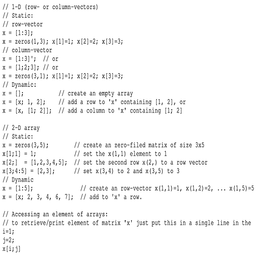 // 1-D (row- or column-vectors)
// Static:
// row-vector
x = [1:3];
x = zeros(1,3); x[1]=1; x[2]=2; x[3]=3;
// column-vector
x = [1:3]'; // or
x = [1;2;3]; // or
x = zeros(3,1); x[1]=1; x[2]=2; x[3]=3;
// Dynamic:
x = []; // create an empty array
x = [x; 1, 2]; // add a row to 'x' containing [1, 2], or
x = [x, [1; 2]]; // add a column to 'x' containing [1; 2]
// 2-D array
// Static:
x = zeros(3,5); // create an zero-filed matrix of size 3x5
x[1;1] = 1; // set the x(1,1) element to 1
x[2;] = [1,2,3,4,5]; // set the second row x(2,) to a row vector
x[3;4:5] = [2,3]; // set x(3,4) to 2 and x(3,5) to 3
// Dynamic
x = [1:5]; // create an row-vector x(1,1)=1, x(1,2)=2, ... x(1,5)=5
x = [x; 2, 3, 4, 6, 7]; // add to 'x' a row.
// Accessing an element of arrays:
// to retrieve/print element of matrix 'x' just put this in a single line in the
i=1;
j=2;
x[i;j]